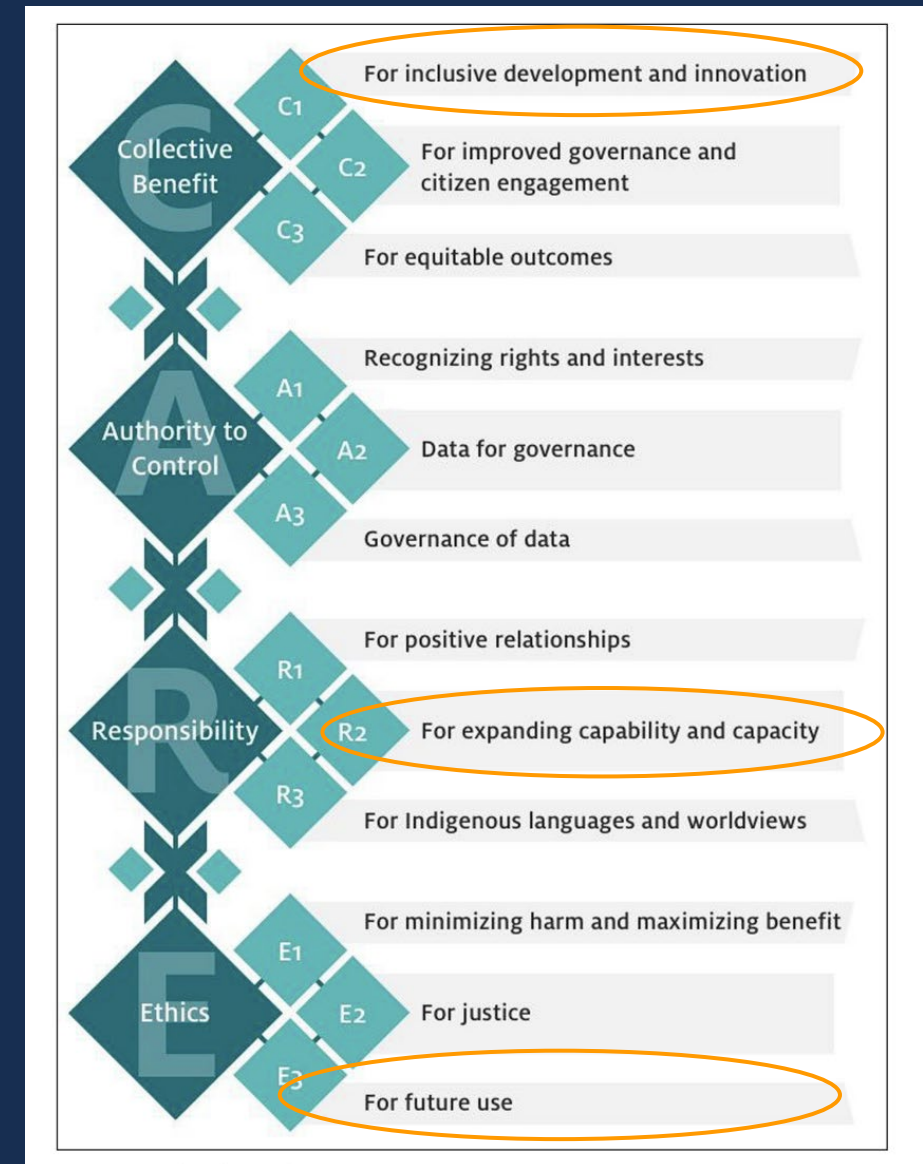 C
Collective
Benefit
C1
For inclusive development and innovation
C2
For improved governance and
citizen engagement
C3
For equitable outcomes
A
Authority to
Control
A1
Recognizing rights and interests
A2
Data for governance
A3
Governance of data
R
Responsibility
R1
For positive relationships
R2
For expanding capability and capacity
R3
For Indigenous languages and worldviews
E
Ethics
E1
For minimizing harm and maximizing benefit
E2
For justice
E3
For future use